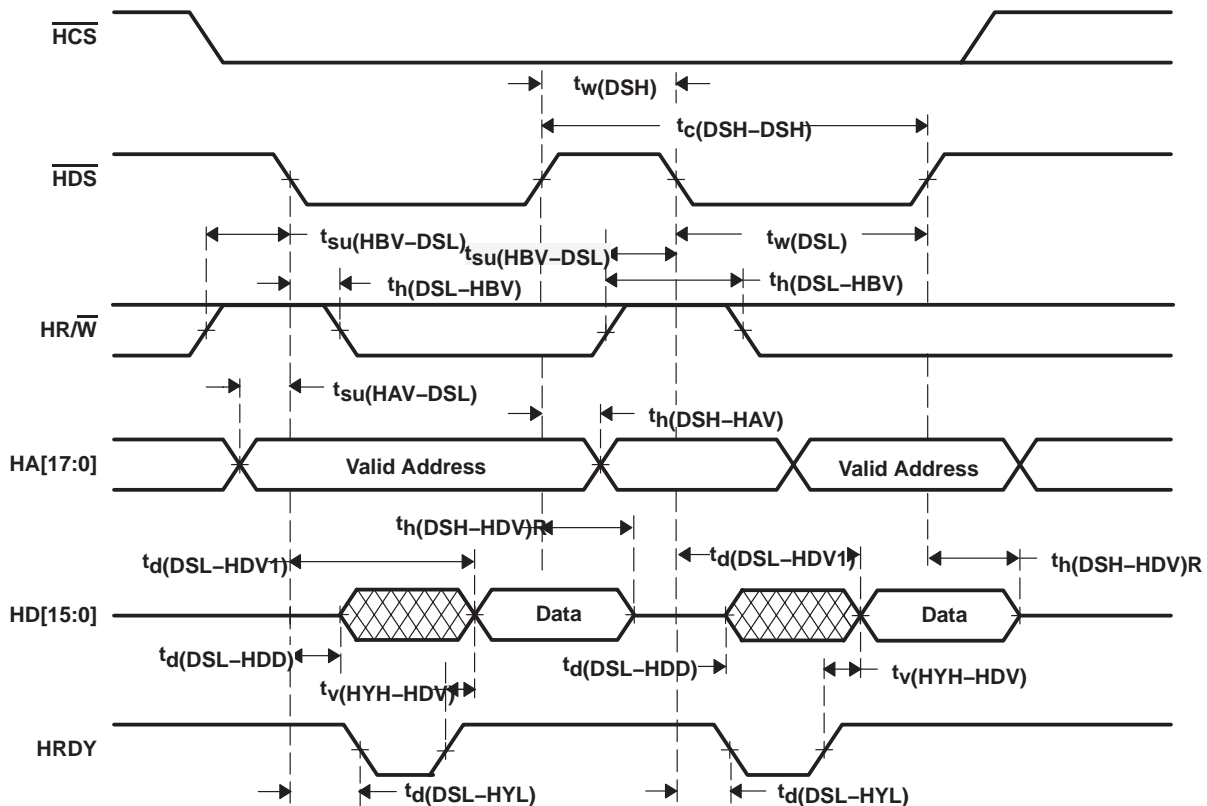 HCS
tw(DSH)
tc(DSH–DSH)
HDS
tsu(HBV–DSL)
tsu(HBV–DSL)
tw(DSL)
th(DSL–HBV)
th(DSL–HBV)
HR/W
tsu(HAV–DSL)
th(DSH–HAV)
HA[17:0]
Valid Address
Valid Address
th(DSH–HDV)R
td(DSL–HDV1)
td(DSL–HDV1)
th(DSH–HDV)R
HD[15:0]
Data
Data
td(DSL–HDD)
td(DSL–HDD)
tv(HYH–HDV)
tv(HYH–HDV)
HRDY
td(DSL–HYL)
td(DSL–HYL)